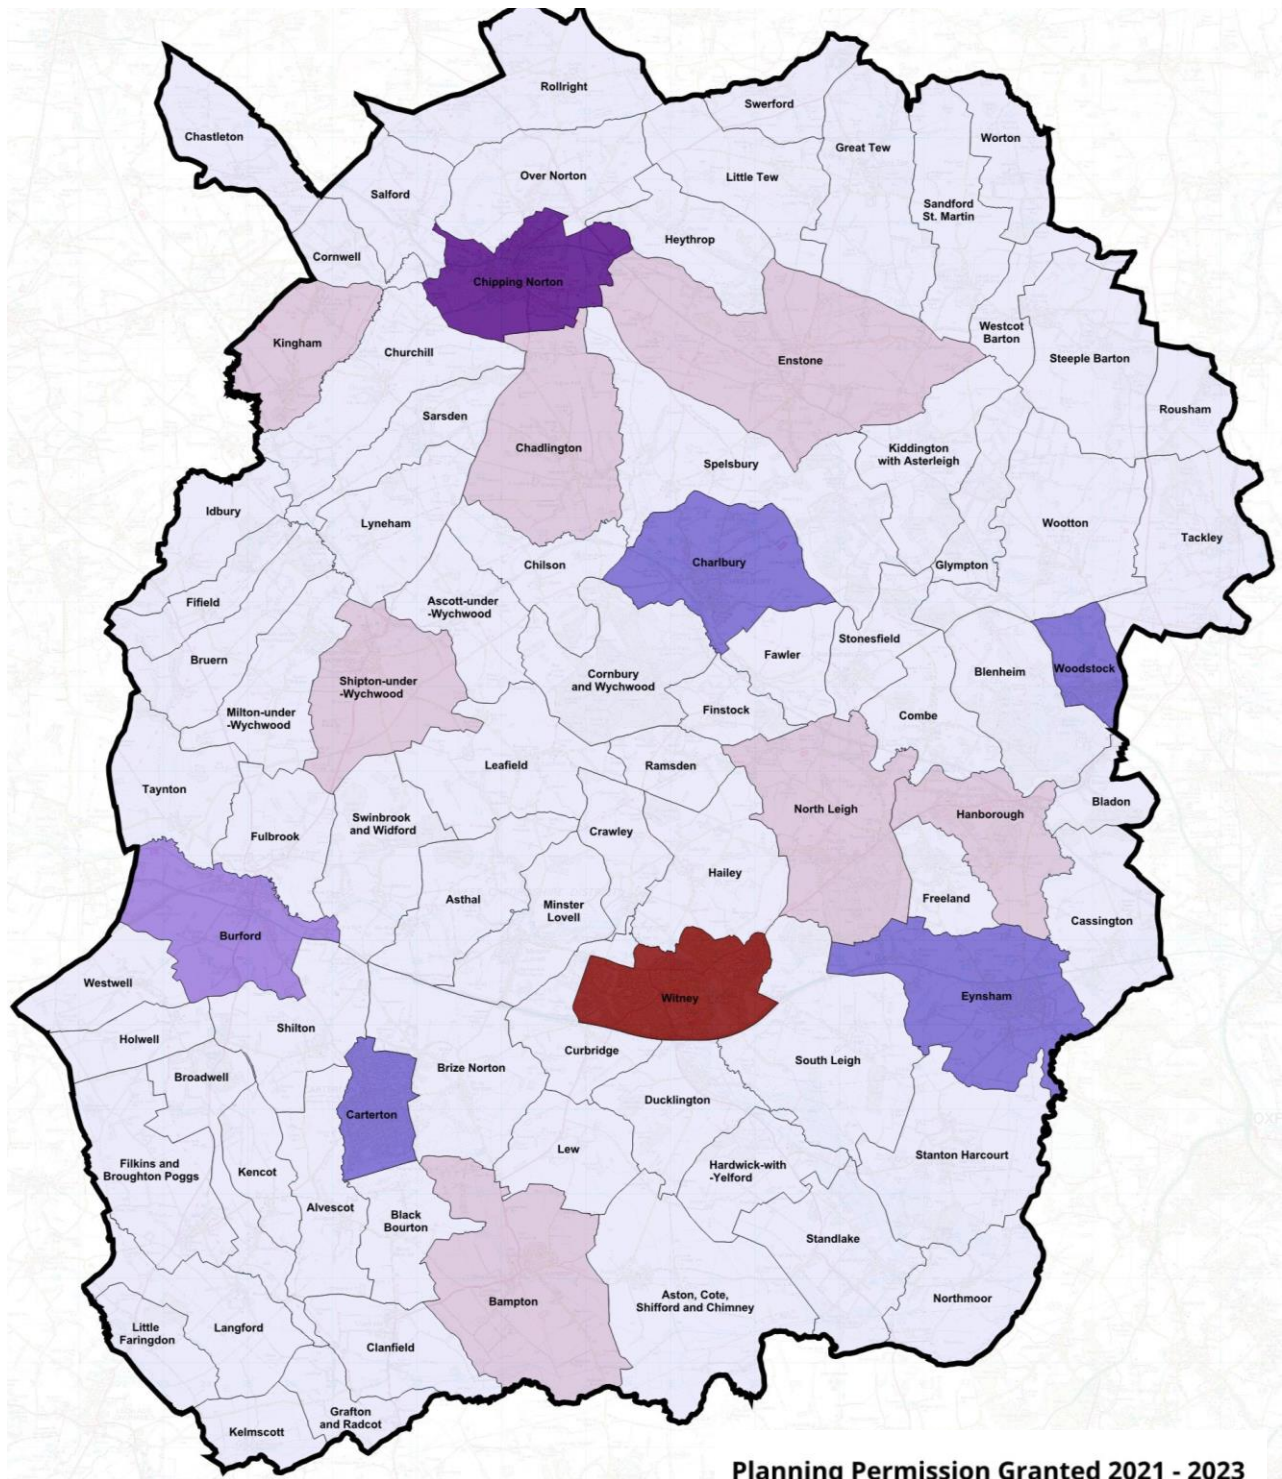 Rollright
Swerford
Chastleton
Worton
Great Tew
Over Norton
Little Tew
Salford
Sandford
St. Martin
Heythrop
Cornwell
Chipping Norton
Westcot
Barton
Kingham
Churchill
Steeple Barton
Enstone
Rousham
Sarsden
Chadlington
Kiddington
with Asterleigh
Spelsbury
Idbury
Lyneham
Wootton
Tackley
Chilson
Charlbury
Glympton
Fifield
Ascott-under
-Wychwood
Stonesfield
Fawler
Bruern
Shipton-under
-Wychwood
Cornbury
and Wychwood
Blenheim
Woodstock
Milton-under
-Wychwood
Finstock
Combe
Leafield
Ramsden
Taynton
Bladon
North Leigh
Hanborough
Swinbrook
and Widford
Fulbrook
Crawley
Hailey
Asthal
Minster
Lovell
Freeland
Cassington
Burford
Westwell
Witney
Eynsham
Shilton
Holwell
Curbridge
South Leigh
Brize Norton
Broadwell
Ducklington
Carterton
Lew
Stanton Harcourt
Filkins and
Broughton Poggs
Kencot
Hardwick-with
-Yelford
Alvescot
Black
Bourton
Standlake
Aston, Cote,
Shifford and Chimney
Bampton
Northmoor
Little
Faringdon
Langford
Clanfield
Grafton
and Radcot
Kelmscott
Planning Permission Granted 2021 - 2023